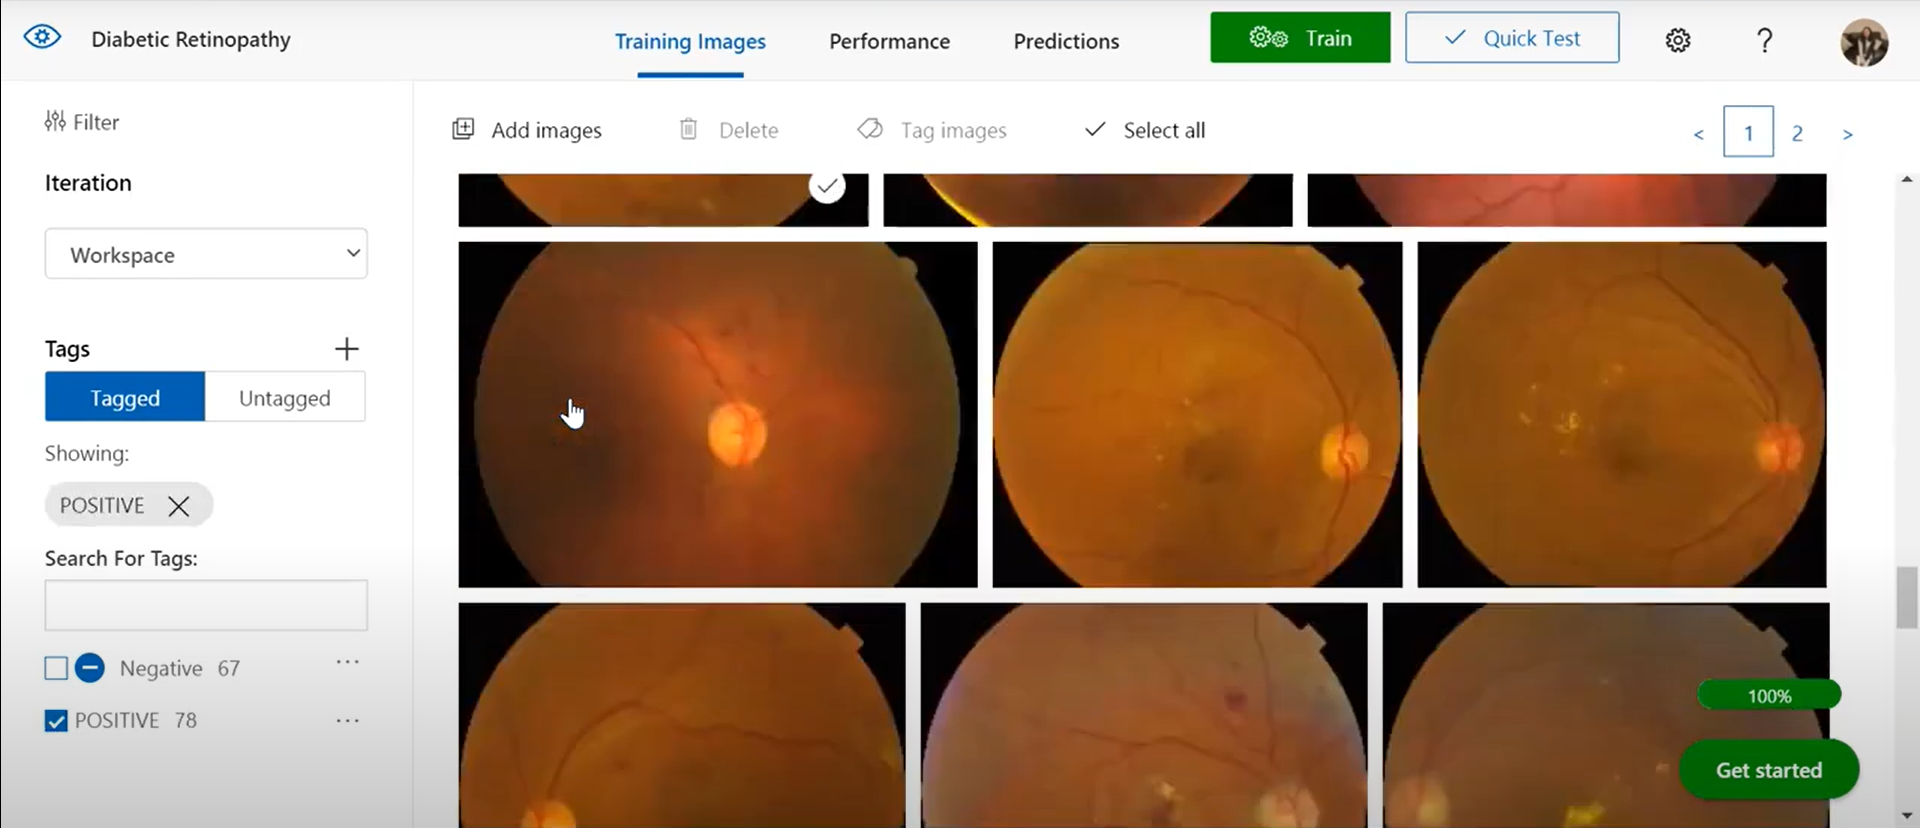 Diabetic Retinopathy
Training Images
Performance
Predictions
Train
Quick Test
?
Filter
Iteration
Workspace
Tags
Tagged
Untagged
Showing:
POSITIVE
Search For Tags:
Negative 67
POSITIVE 78
Add images
Delete
Tag images
Select all
< 1 2 >
100%
Get started